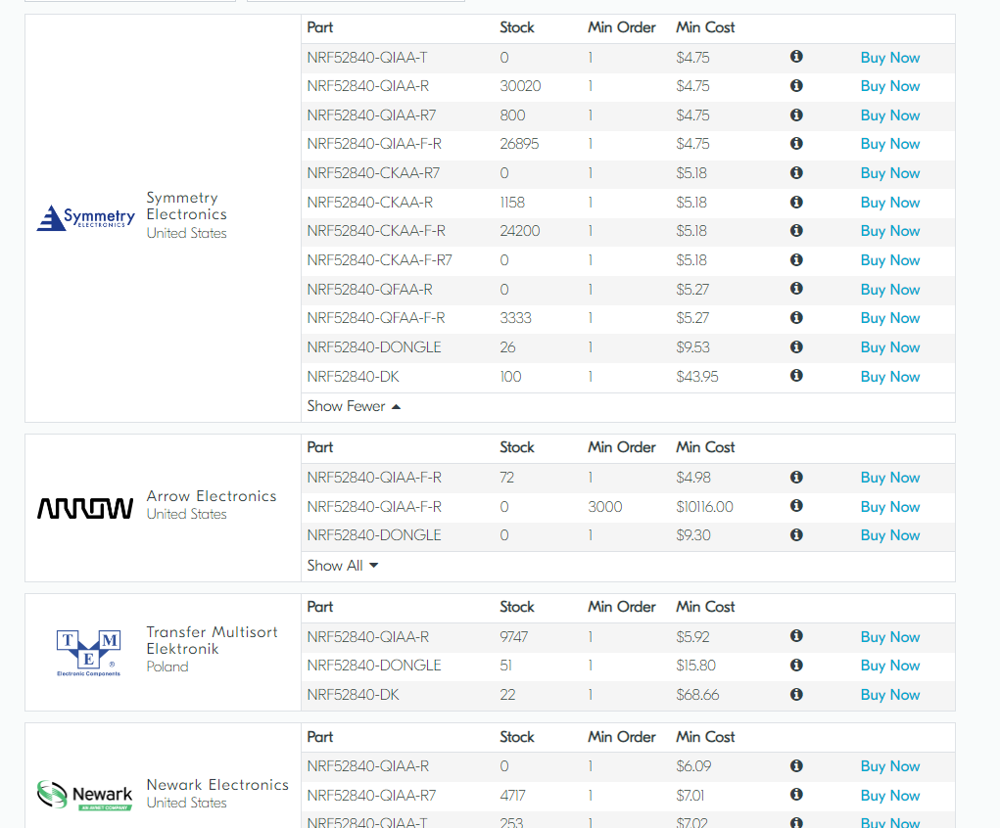 Part Stock Min Order Min Cost
NRF52840-QIAA-T 0 1 $4.75 Buy Now
NRF52840-QIAA-R 30020 1 $4.75 Buy Now
NRF52840-QIAA-R7 800 1 $4.75 Buy Now
NRF52840-QIAA-F-R 26895 1 $4.75 Buy Now
NRF52840-CKAA-R7 0 1 $5.18 Buy Now
Symmetry ELECTRONICS
Symmetry
Electronics
United States
NRF52840-CKAA-R 1158 1 $5.18 Buy Now
NRF52840-CKAA-F-R 24200 1 $5.18 Buy Now
NRF52840-CKAA-F-R7 0 1 $5.18 Buy Now
NRF52840-QFAA-R 0 1 $5.27 Buy Now
NRF52840-QFAA-F-R 3333 1 $5.27 Buy Now
NRF52840-DONGLE 26 1 $9.53 Buy Now
NRF52840-DK 100 1 $43.95 Buy Now
Show Fewer
Part Stock Min Order Min Cost
ARROW
Arrow Electronics
United States
NRF52840-QIAA-F-R 72 1 $4.98 Buy Now
NRF52840-QIAA-F-R 0 3000 $10116.00 Buy Now
NRF52840-DONGLE 0 1 $9.30 Buy Now
Show All
Part Stock Min Order Min Cost
TME ®
Electronic Components
Transfer Multisort
Elektronik
Poland
NRF52840-QIAA-R 9747 1 $5.92 Buy Now
NRF52840-DONGLE 51 1 $15.80 Buy Now
NRF52840-DK 22 1 $68.66 Buy Now
Part Stock Min Order Min Cost
Newark
AN AVNET COMPANY
Newark Electronics
United States
NRF52840-QIAA-R 0 1 $6.09 Buy Now
NRF52840-QIAA-R7 4717 1 $7.01 Buy Now
NRF52840-QIAA-T 253 1 $7.02 Buy Now